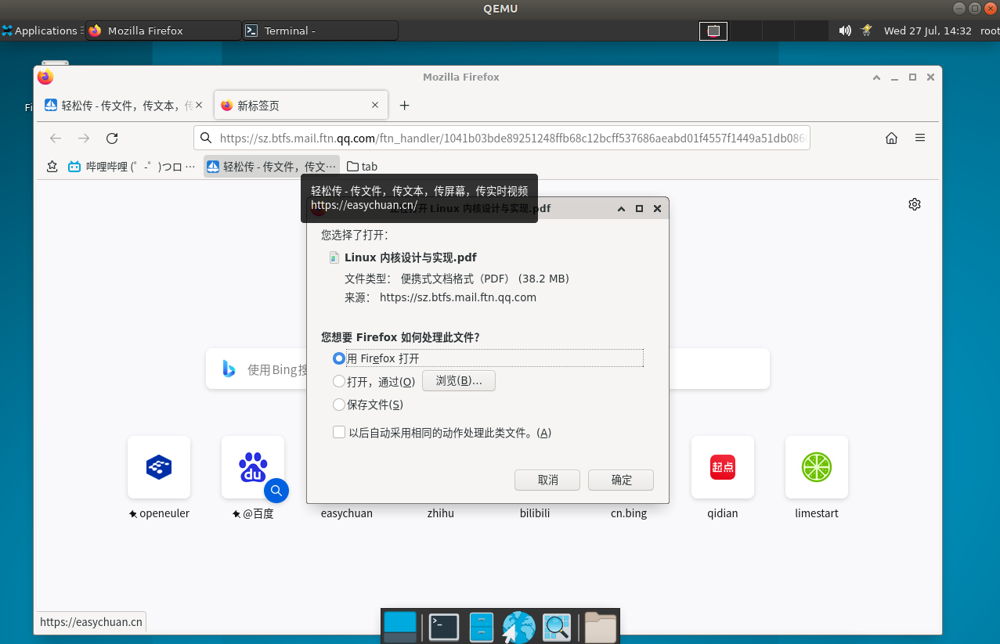 QEMU
Applications
Mozilla Firefox
Terminal -
Wed 27 Jul, 14:32
root
Fi
Mozilla Firefox
轻松传 - 传文件，传文本，传
新标签页
https://sz.btfs.mail.ftn.qq.com/ftn_handler/1041b03bde89251248ffb68c12bcff537686aeabd01f4557f1449a51db086
哔哩哔哩 (゜-゜)つロ …
轻松传 - 传文件，传文…
tab
轻松传 - 传文件，传文本，传屏幕，传实时视频
https://easychuan.cn/
正在打开 Linux 内核设计与实现.pdf
您选择了打开：
Linux 内核设计与实现.pdf
文件类型： 便携式文档格式（PDF） (38.2 MB)
来源： https://sz.btfs.mail.ftn.qq.com
您想要 Firefox 如何处理此文件?
用 Firefox 打开
打开，通过(O)
浏览(B)...
保存文件(S)
以后自动采用相同的动作处理此类文件。(A)
取消
确定
使用Bing搜
du
起点
openeuler
@百度
easychuan
zhihu
bilibili
cn.bing
qidian
limestart
https://easychuan.cn